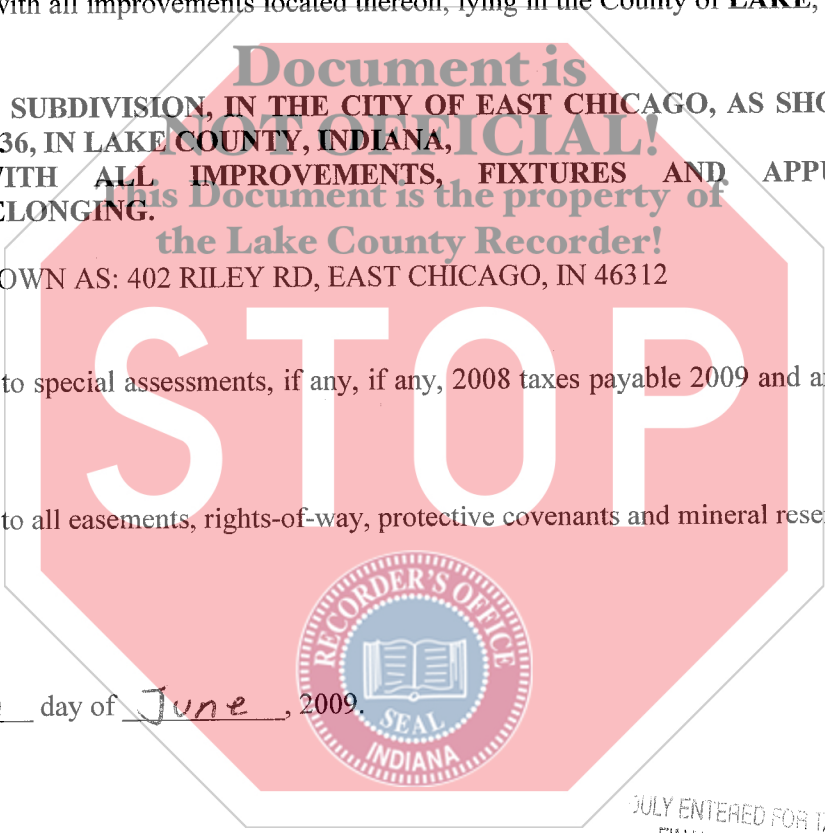 with all improvements located thereon, lying in the County of LAKE,
Document is
SUBDIVISION, IN THE CITY OF EAST CHICAGO, AS SHO
NOT OFFICIAL!
36, IN LAKE COUNTY, INDIANA,
WITH ALL IMPROVEMENTS, FIXTURES AND APPU
This Document is the property of
ELONGING.
the Lake County Recorder!
OWN AS: 402 RILEY RD, EAST CHICAGO, IN 46312
STOP
to special assessments, if any, if any, 2008 taxes payable 2009 and a
to all easements, rights-of-way, protective covenants and mineral rese
RECORDER'S OFFICE
day of June, 2009.
SEAL
INDIANA
DULY ENTERED FOR